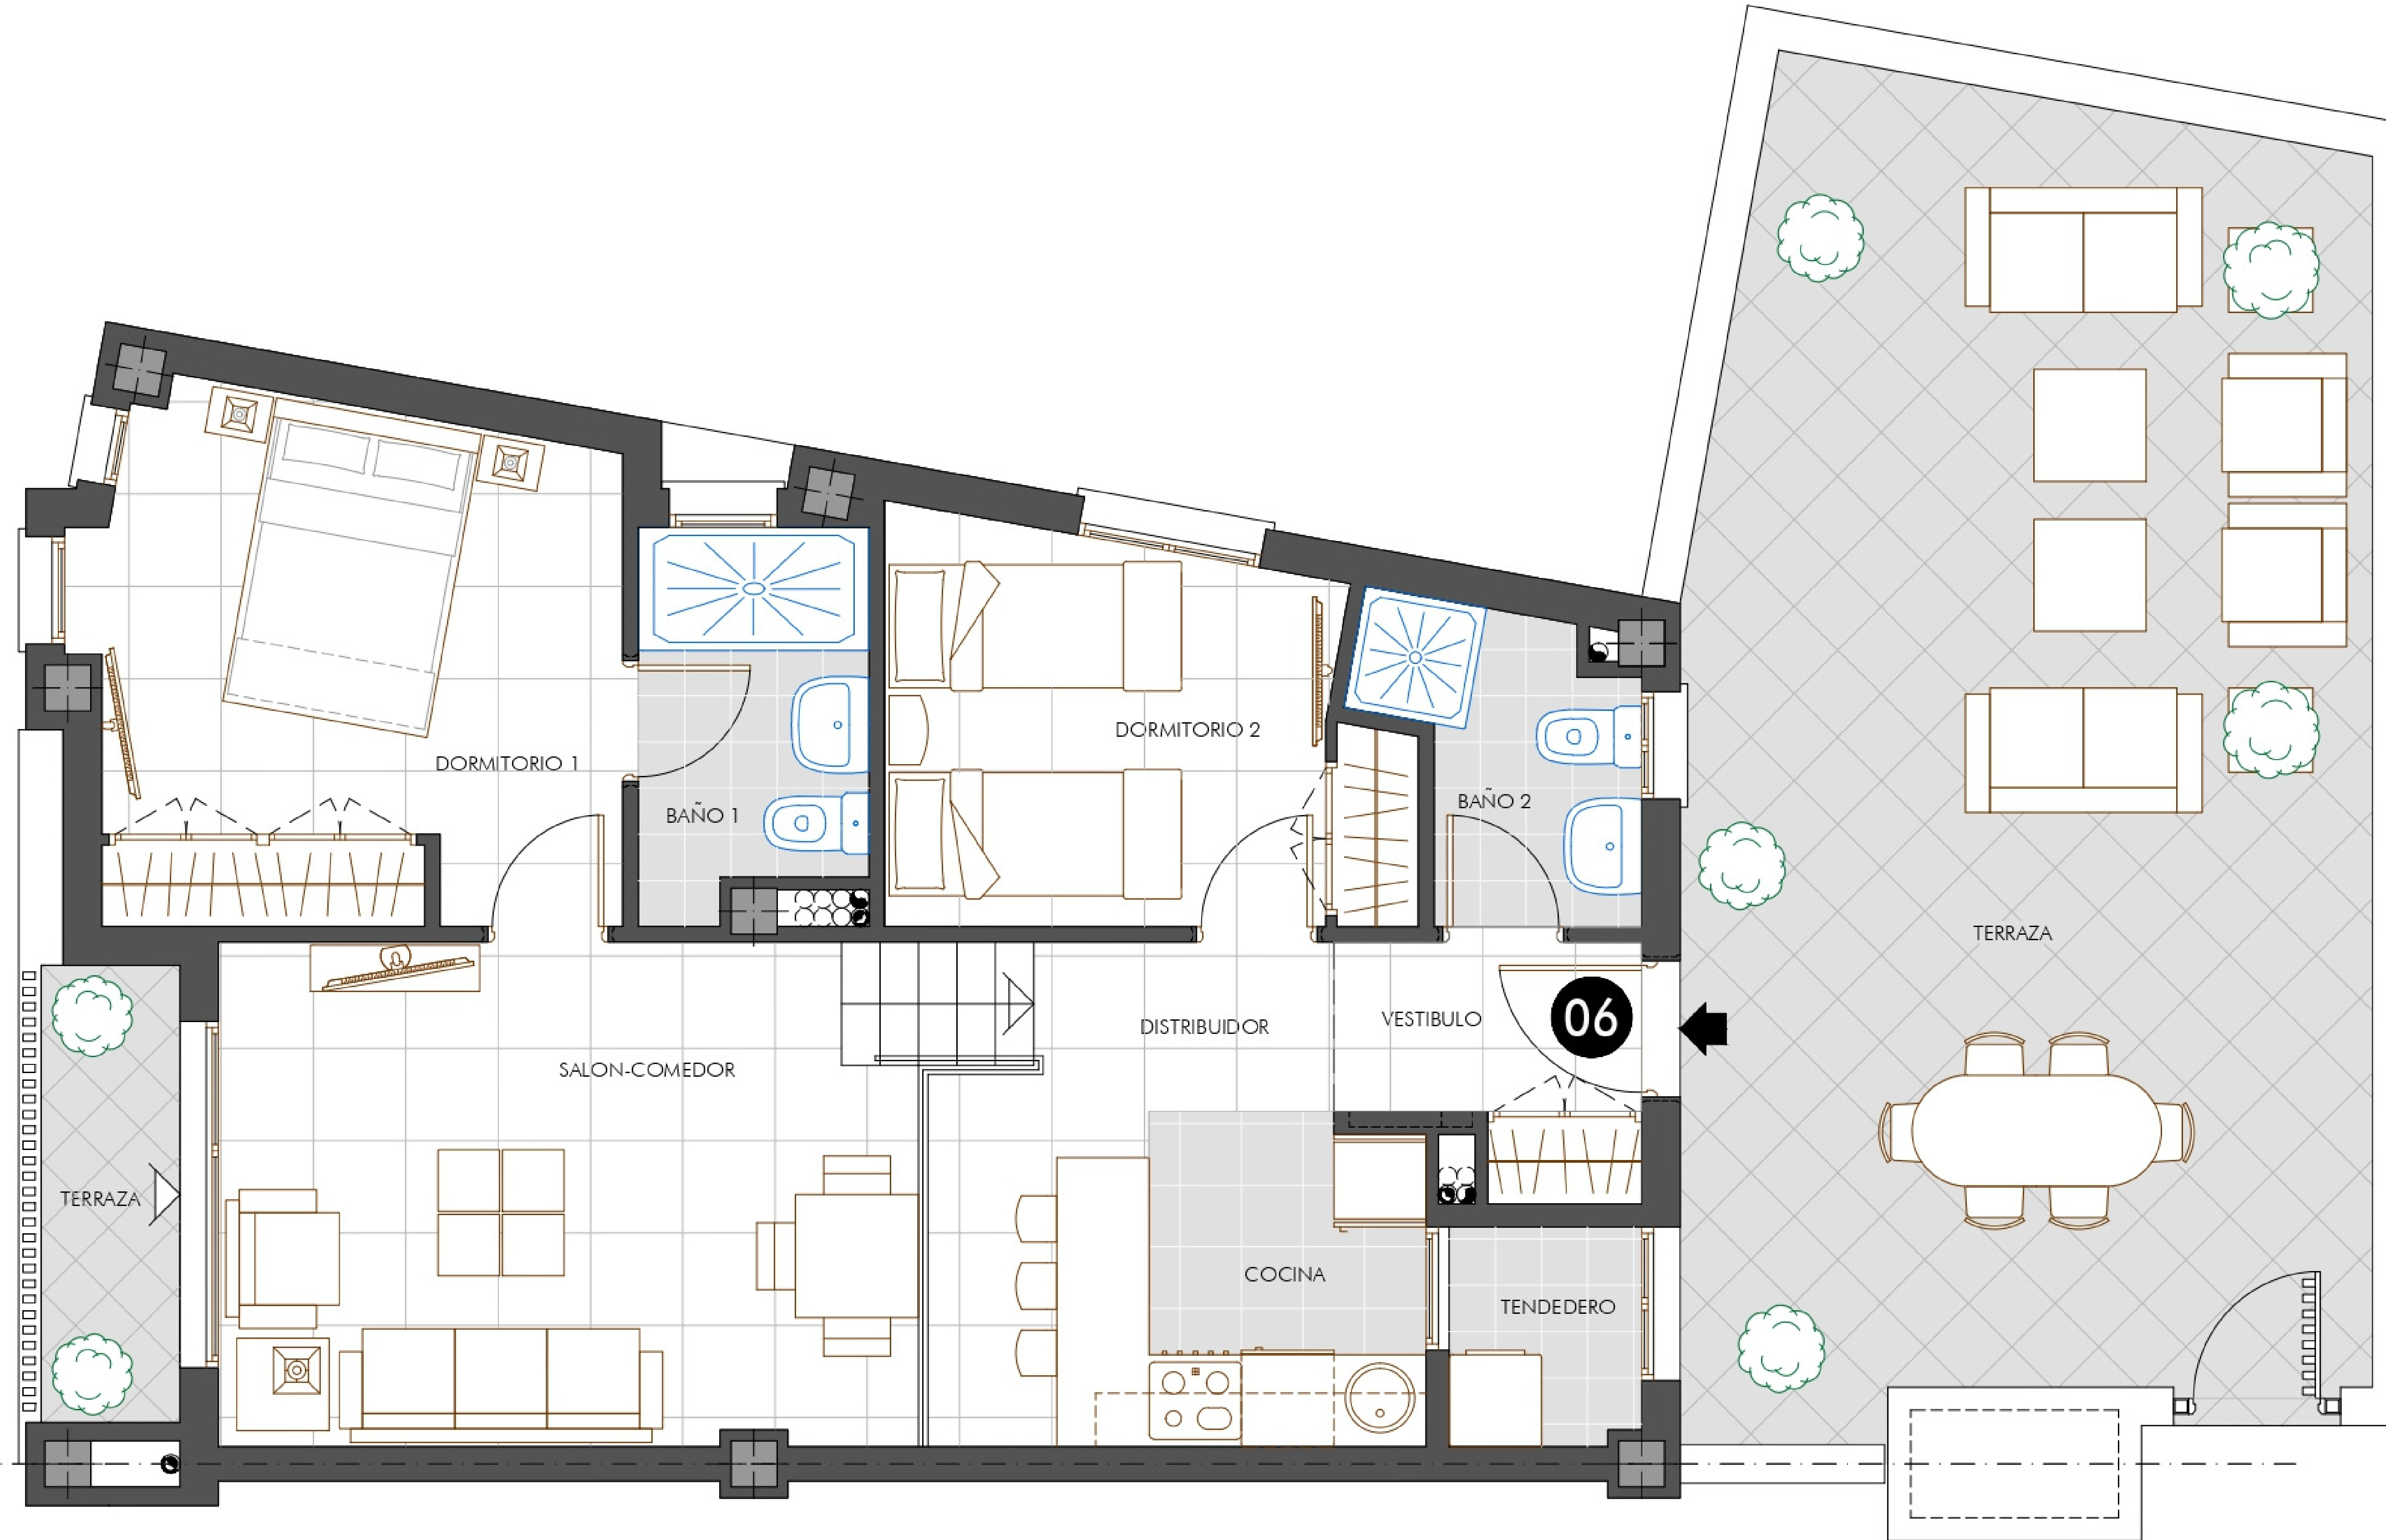 DORMITORIO 1
BAÑO 1
DORMITORIO 2
BAÑO 2
TERRAZA
SALON-COMEDOR
DISTRIBUIDOR
VESTIBULO
06
TERRAZA
COCINA
TENDEDERO